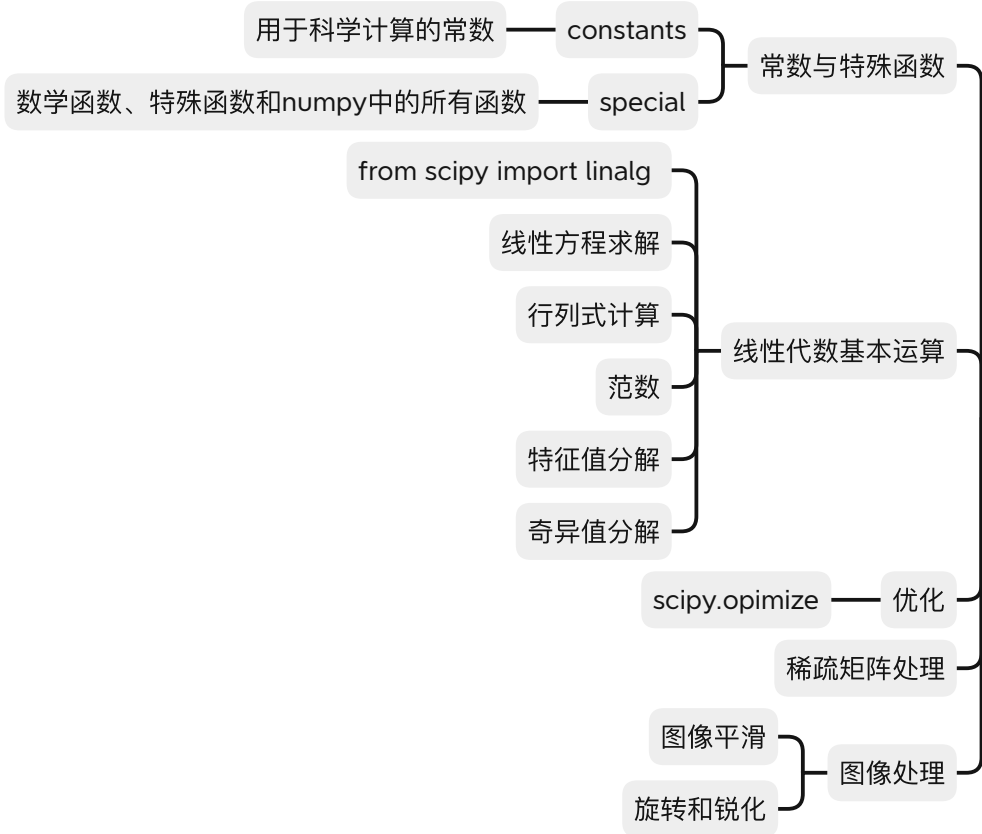 用于科学计算的常数
constants
常数与特殊函数
数学函数、特殊函数和numpy中的所有函数
special
from scipy import linalg
线性方程求解
行列式计算
线性代数基本运算
范数
特征值分解
奇异值分解
scipy.opimize
优化
稀疏矩阵处理
图像平滑
图像处理
旋转和锐化